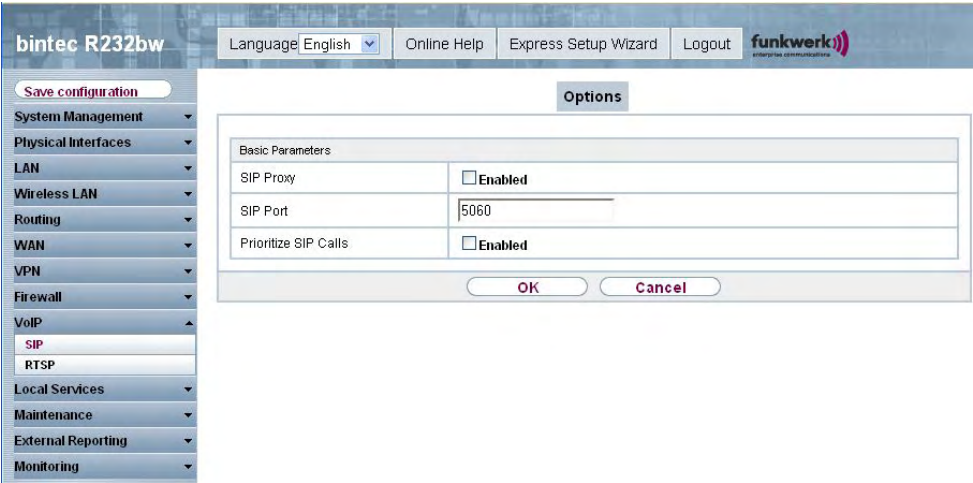 bintec R232bw
Language English
Online Help
Express Setup Wizard
Logout
funkwerk
enterprise communications
Save configuration
System Management
Physical Interfaces
LAN
Wireless LAN
Routing
WAN
VPN
Firewall
VoIP
SIP
RTSP
Local Services
Maintenance
External Reporting
Monitoring
Options
Basic Parameters
SIP Proxy
Enabled
SIP Port
5060
Prioritize SIP Calls
Enabled
OK
Cancel